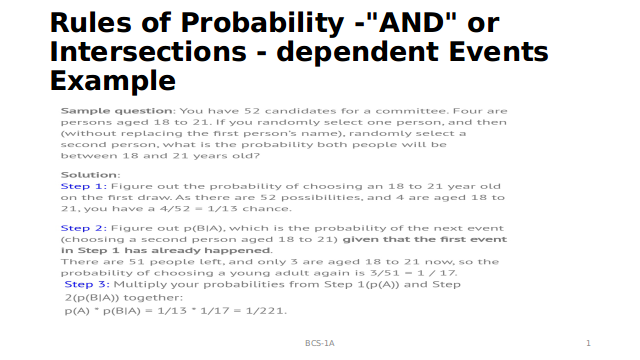 Rules of Probability -"AND" or
Intersections - dependent Events
Example
Sample question: You have 52 candidates for a committee. Four are
persons aged 18 to 21. If you randomly select one person, and then
(without replacing the first person's name), randomly select a
second person, what is the probability both people will be
between 18 and 21 years old?
Solution:
Step 1: Figure out the probability of choosing an 18 to 21 year old
on the first draw. As there are 52 possibilities, and 4 are aged 18 to
21, you have a 4/52 = 1/13 chance.
Step 2: Figure out p(B|A), which is the probability of the next event
(choosing a second person aged 18 to 21) given that the first event
in Step 1 has already happened.
There are 51 people left, and only 3 are aged 18 to 21 now, so the
probability of choosing a young adult again is 3/51 = 1 / 17.
Step 3: Multiply your probabilities from Step 1(p(A)) and Step
2(p(B|A)) together:
p(A) * p(B|A) = 1/13 * 1/17 = 1/221.
BCS-1A
1